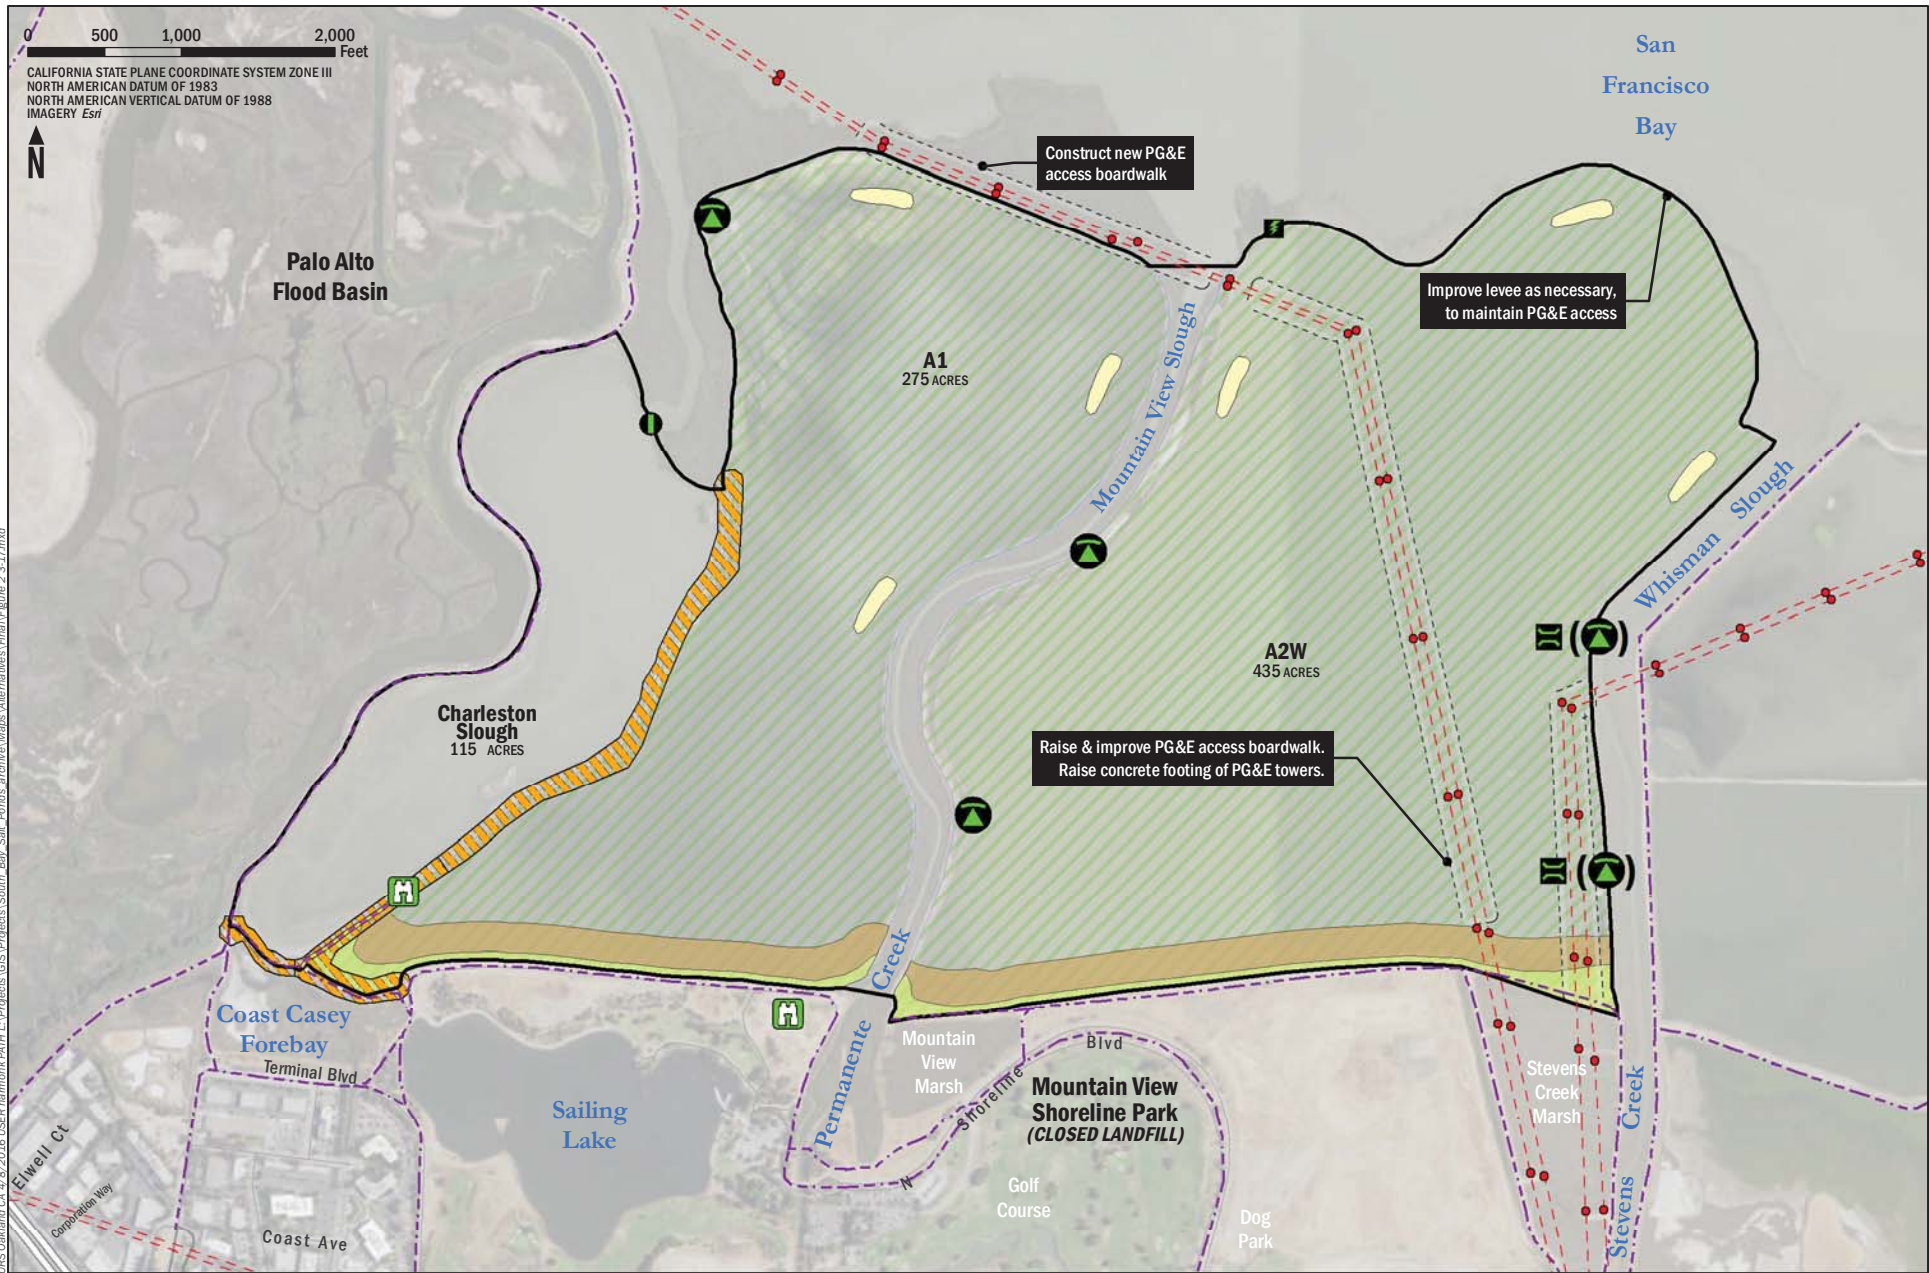 0 500 1,000 2,000
Feet
CALIFORNIA STATE PLANE COORDINATE SYSTEM ZONE III
NORTH AMERICAN DATUM OF 1983
NORTH AMERICAN VERTICAL DATUM OF 1988
IMAGERY Esri
N
San
Francisco
Bay
Construct new PG&E
access boardwalk
Palo Alto
Flood Basin
Improve levee as necessary,
to maintain PG&E access
A1
275 ACRES
Mountain View Slough
Whisman Slough
A2W
435 ACRES
Charleston
Slough
115 ACRES
Raise & improve PG&E access boardwalk.
Raise concrete footing of PG&E towers.
Permanente Creek
Coast Casey
Forebay
Terminal Blvd
Mountain
View
Marsh
N Shoreline Blvd
Mountain View
Shoreline Park
(CLOSED LANDFILL)
Sailing
Lake
Stevens
Creek
Marsh
Stevens Creek
Elwell Ct
Corporation Way
Coast Ave
Golf
Course
Dog
Park